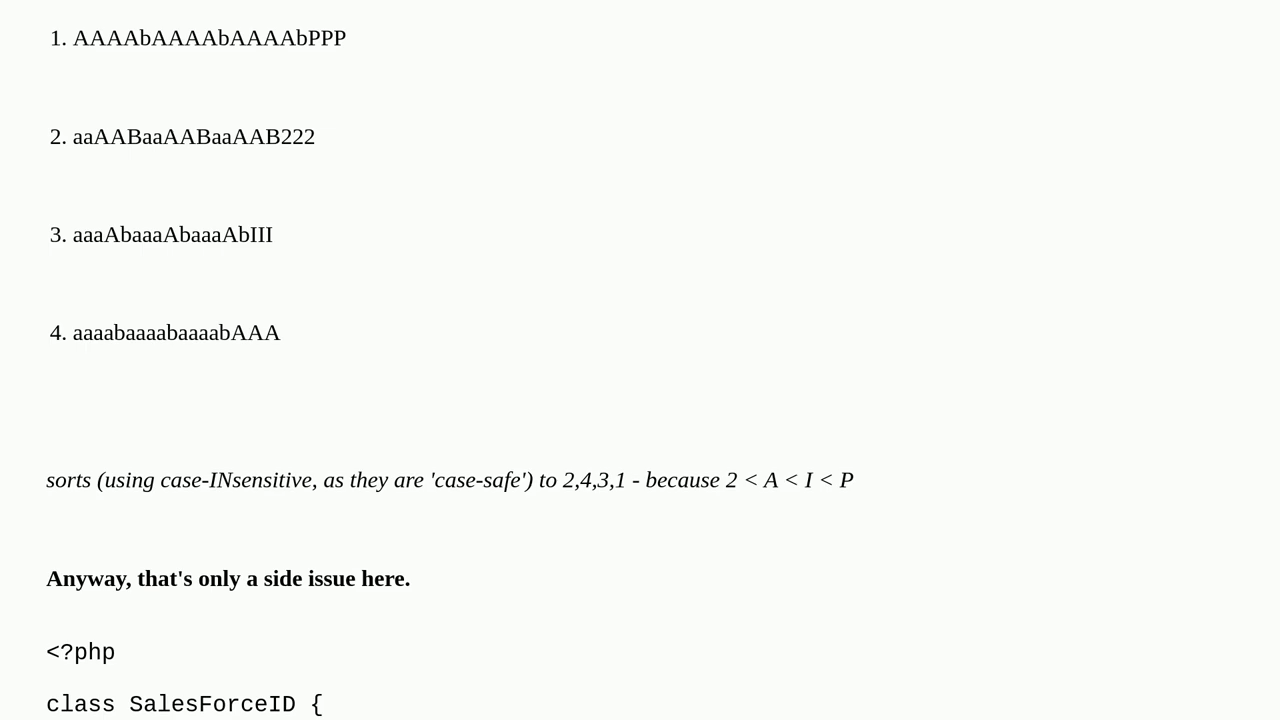 1. AAAAbAAAAbAAAAbPPP
2. aaAABaaAABaaAAB222
3. aaaAbaaaAbaaaAbIII
4. aaaabaaaabaaaabAAA
sorts (using case-INsensitive, as they are 'case-safe') to 2,4,3,1 - because 2 < A < I < P
Anyway, that's only a side issue here.
<?php
class SalesForceID {